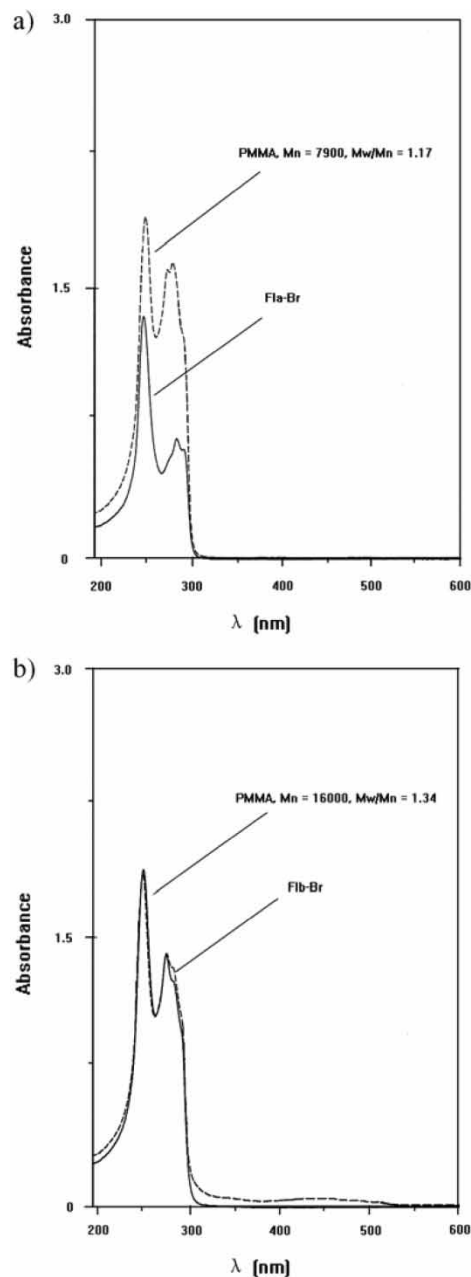 a)
3.0
PMMA, Mn = 7900, Mw/Mn = 1.17
Absorbance
1.5
Fla-Br
0
200 300 400 500 600
λ [nm]
b)
3.0
PMMA, Mn = 16000, Mw/Mn = 1.34
Flb-Br
Absorbance
1.5
0
200 300 400 500 600
λ [nm]